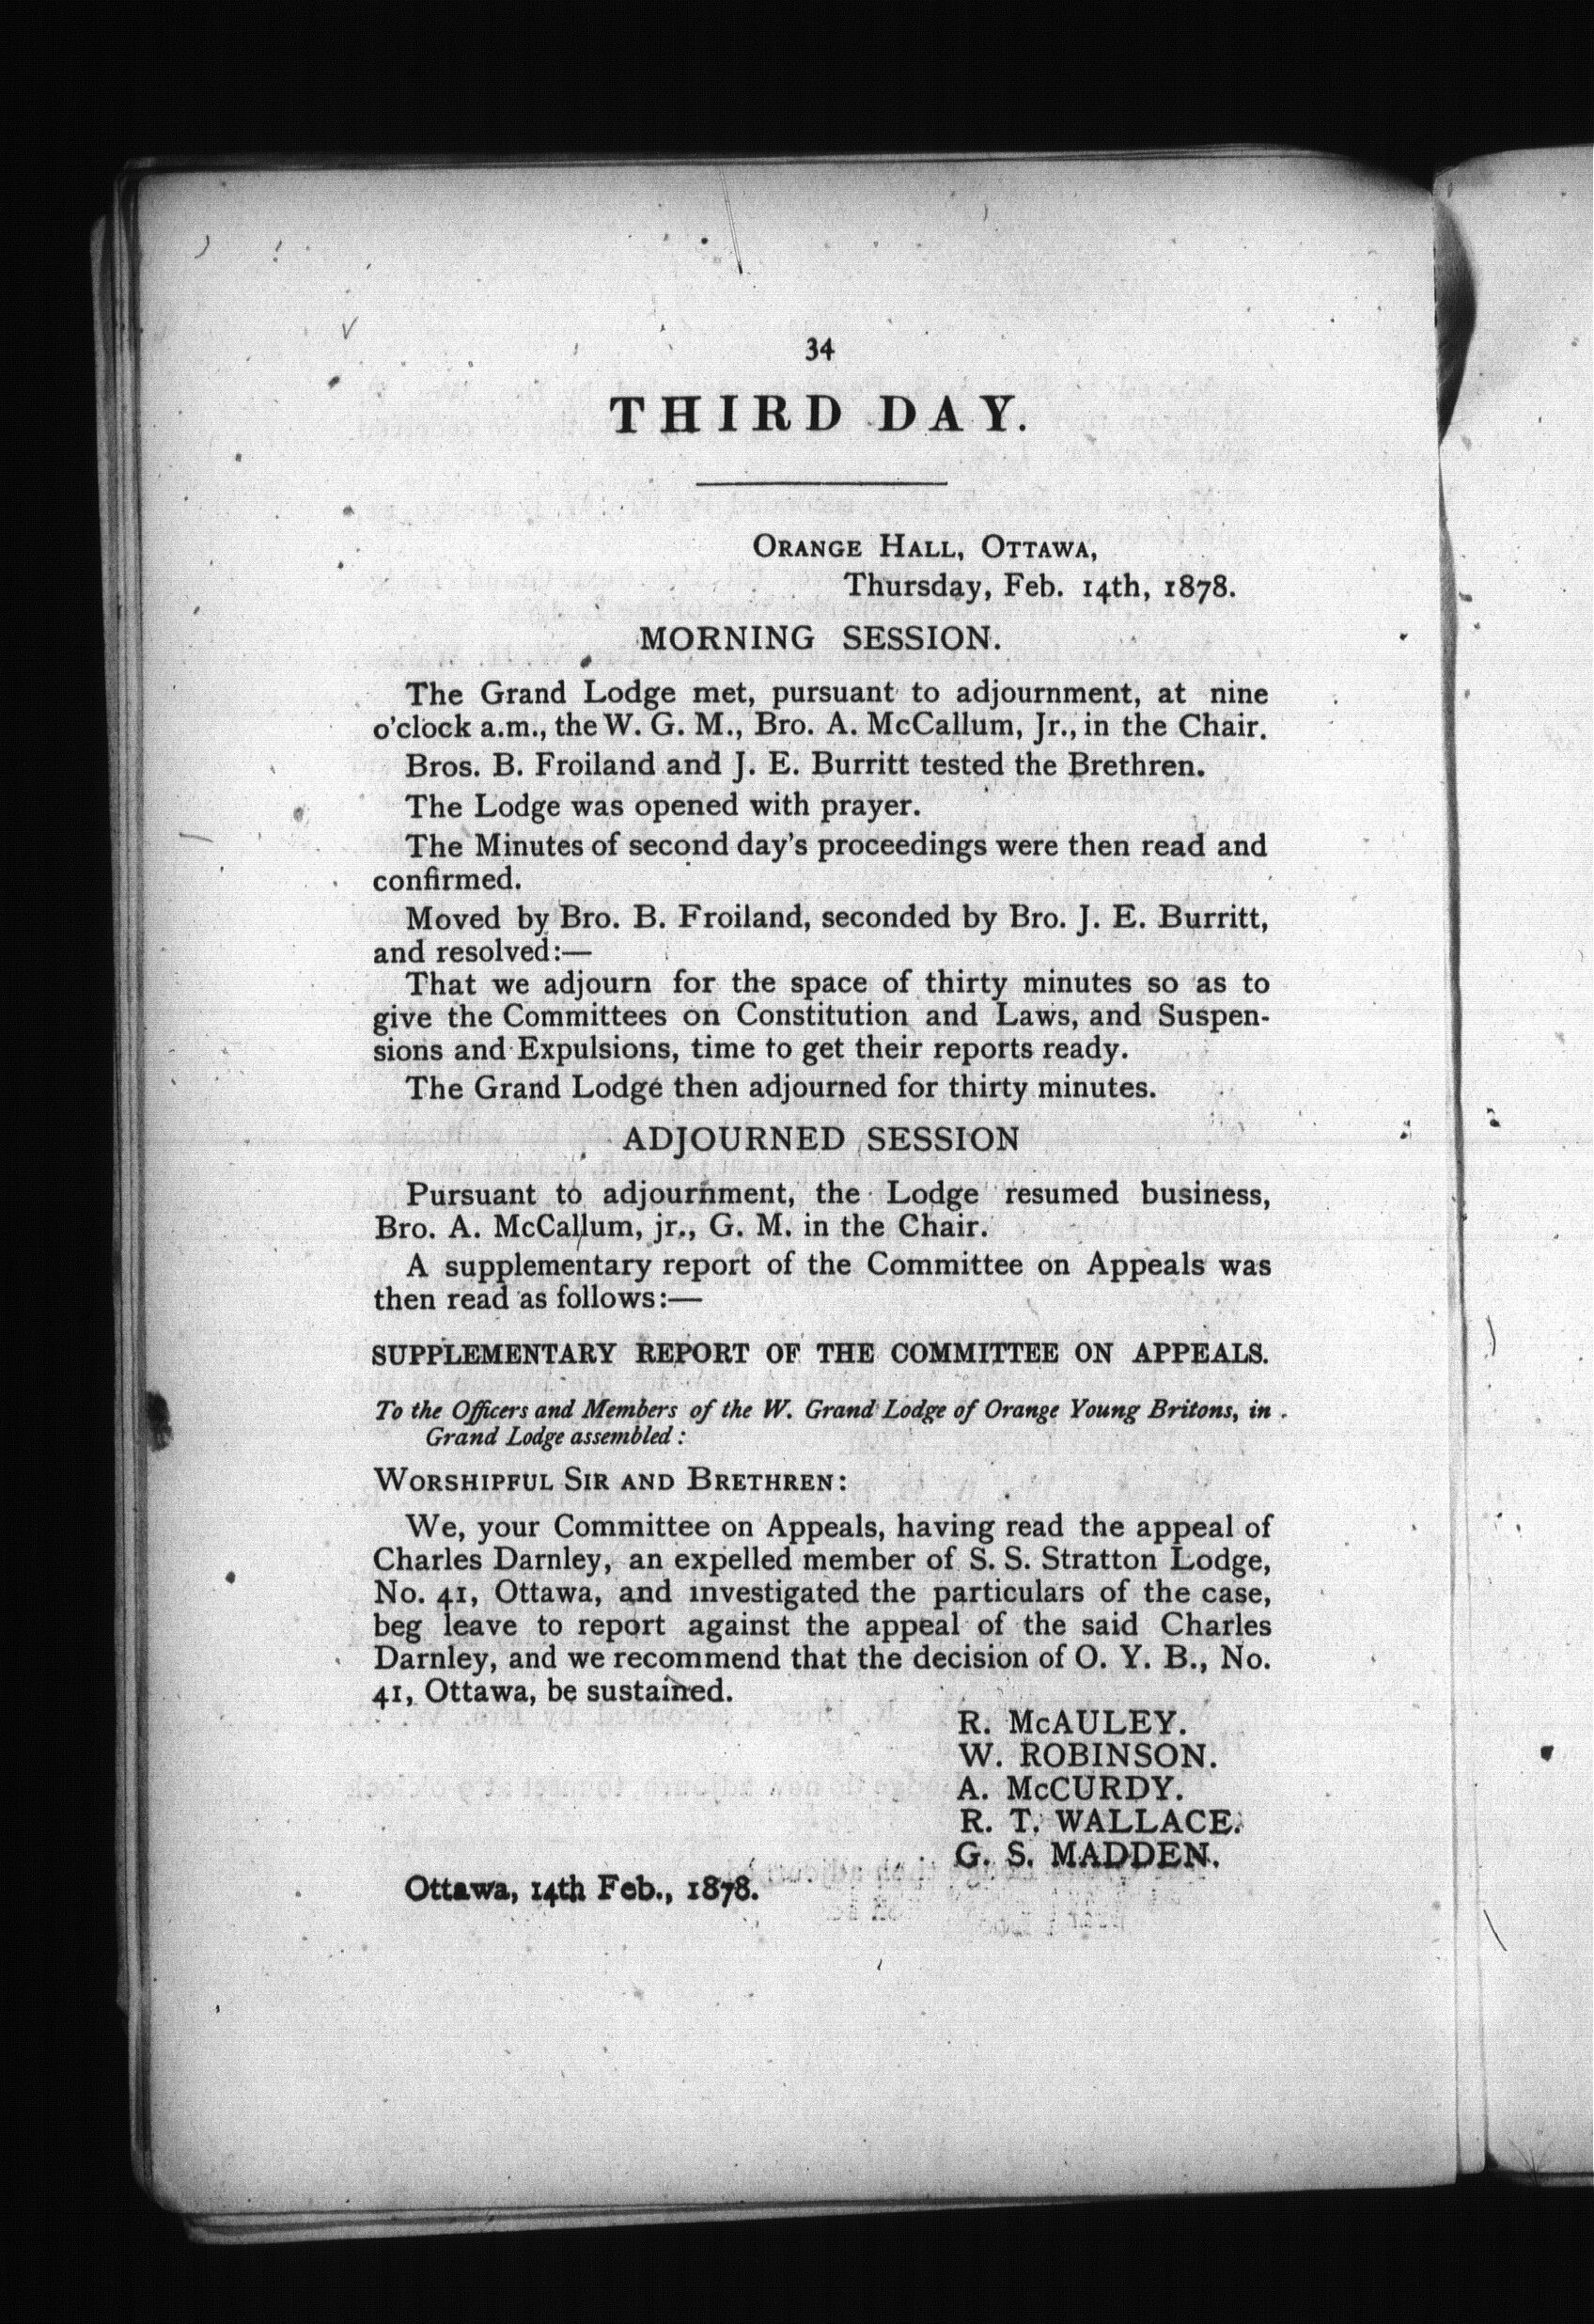 34
THIRD DAY.
ORANGE HALL, OTTAWA,
Thursday, Feb. 14th, 1878.
MORNING SESSION.
The Grand Lodge met, pursuant to adjournment, at nine
o'clock a.m., the W. G. M., Bro. A. McCallum, Jr., in the Chair.
Bros. B. Froiland and J. E. Burritt tested the Brethren.
The Lodge was opened with prayer.
The Minutes of second day's proceedings were then read and
confirmed.
Moved by Bro. B. Froiland, seconded by Bro. J. E. Burritt,
and resolved:—
That we adjourn for the space of thirty minutes so as to
give the Committees on Constitution and Laws, and Suspen-
sions and Expulsions, time to get their reports ready.
The Grand Lodge then adjourned for thirty minutes.
ADJOURNED SESSION
Pursuant to adjournment, the Lodge resumed business,
Bro. A. McCallum, jr., G. M. in the Chair.
A supplementary report of the Committee on Appeals was
then read as follows:—
SUPPLEMENTARY REPORT OF THE COMMITTEE ON APPEALS.
To the Officers and Members of the W. Grand Lodge of Orange Young Britons, in
Grand Lodge assembled:
WORSHIPFUL SIR AND BRETHREN:
We, your Committee on Appeals, having read the appeal of
Charles Darnley, an expelled member of S. S. Stratton Lodge,
No. 41, Ottawa, and investigated the particulars of the case,
beg leave to report against the appeal of the said Charles
Darnley, and we recommend that the decision of O. Y. B., No.
41, Ottawa, be sustained.
R. McAULEY.
W. ROBINSON.
A. McCURDY.
R. T. WALLACE.
G. S. MADDEN.
Ottawa, 14th Feb., 1878.